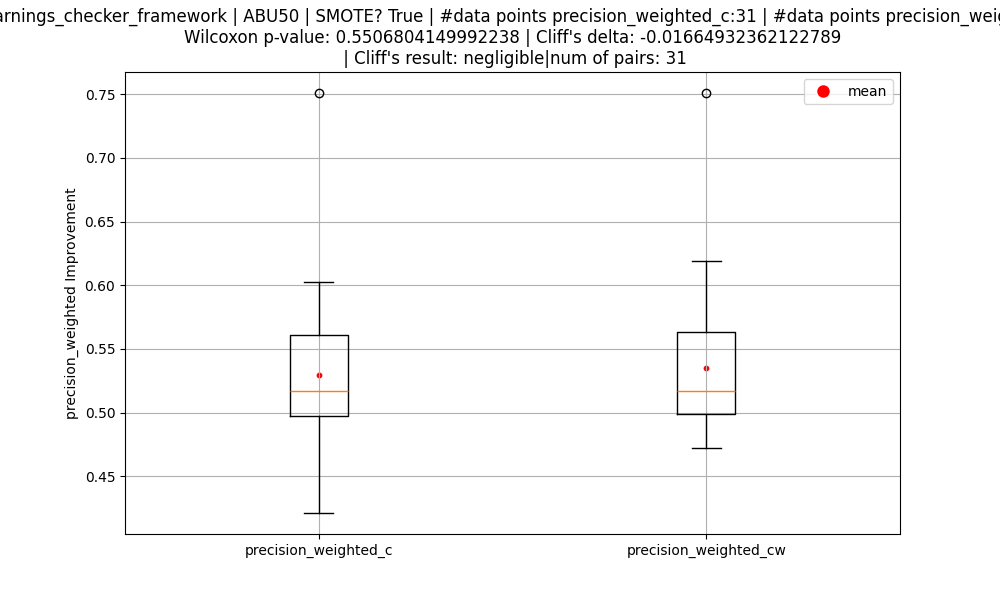 arnings_checker_framework | ABU50 | SMOTE? True | #data points precision_weighted_c:31 | #data points precision_weig
Wilcoxon p-value: 0.5506804149992238 | Cliff's delta: -0.01664932362122789
| Cliff's result: negligible|num of pairs: 31
mean
0.75
0.70
0.65
0.60
0.55
0.50
0.45
precision_weighted Improvement
precision_weighted_c
precision_weighted_cw